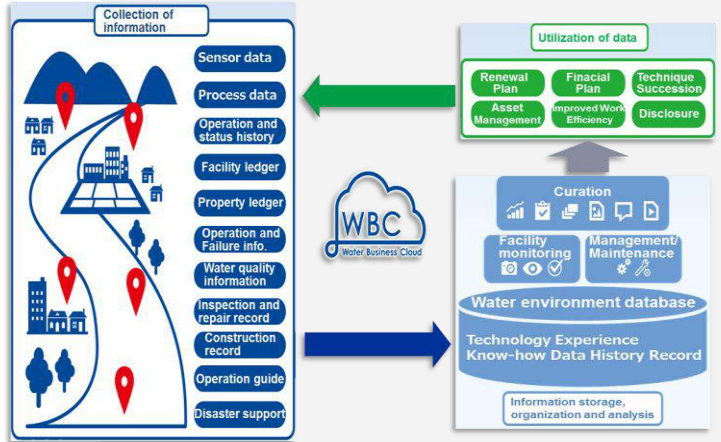 Collection of
information
Sensor data
Process data
Operation and
status history
Facility ledger
Property ledger
Operation and
Failure info.
Water quality
information
Inspection and
repair record
Construction
record
Operation guide
Disaster support
WBC
Water Business Cloud
Utilization of data
Renewal
Plan
Finacial
Plan
Technique
Succession
Asset
Management
Improved Work
Efficiency
Disclosure
Curation
Facility
monitoring
Management/
Maintenance
Water environment database
Technology Experience
Know-how Data History Record
Information storage,
organization and analysis